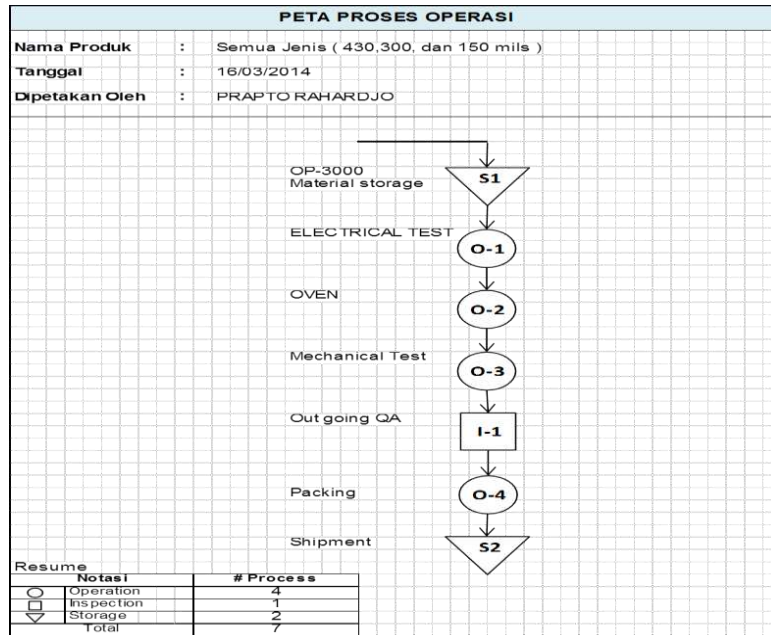 PETA PROSES OPERASI
Nama Produk : Semua Jenis ( 430,300, dan 150 mils )
Tanggal : 16/03/2014
Dipetakan Oleh : PRAPTO RAHARDJO
OP-3000
Material storage
S1
ELECTRICAL TEST
O-1
OVEN
O-2
Mechanical Test
O-3
Out going QA
I-1
Packing
O-4
Shipment
S2
Resume
Notasi # Process
Operation 4
Inspection 1
Storage 2
Total 7